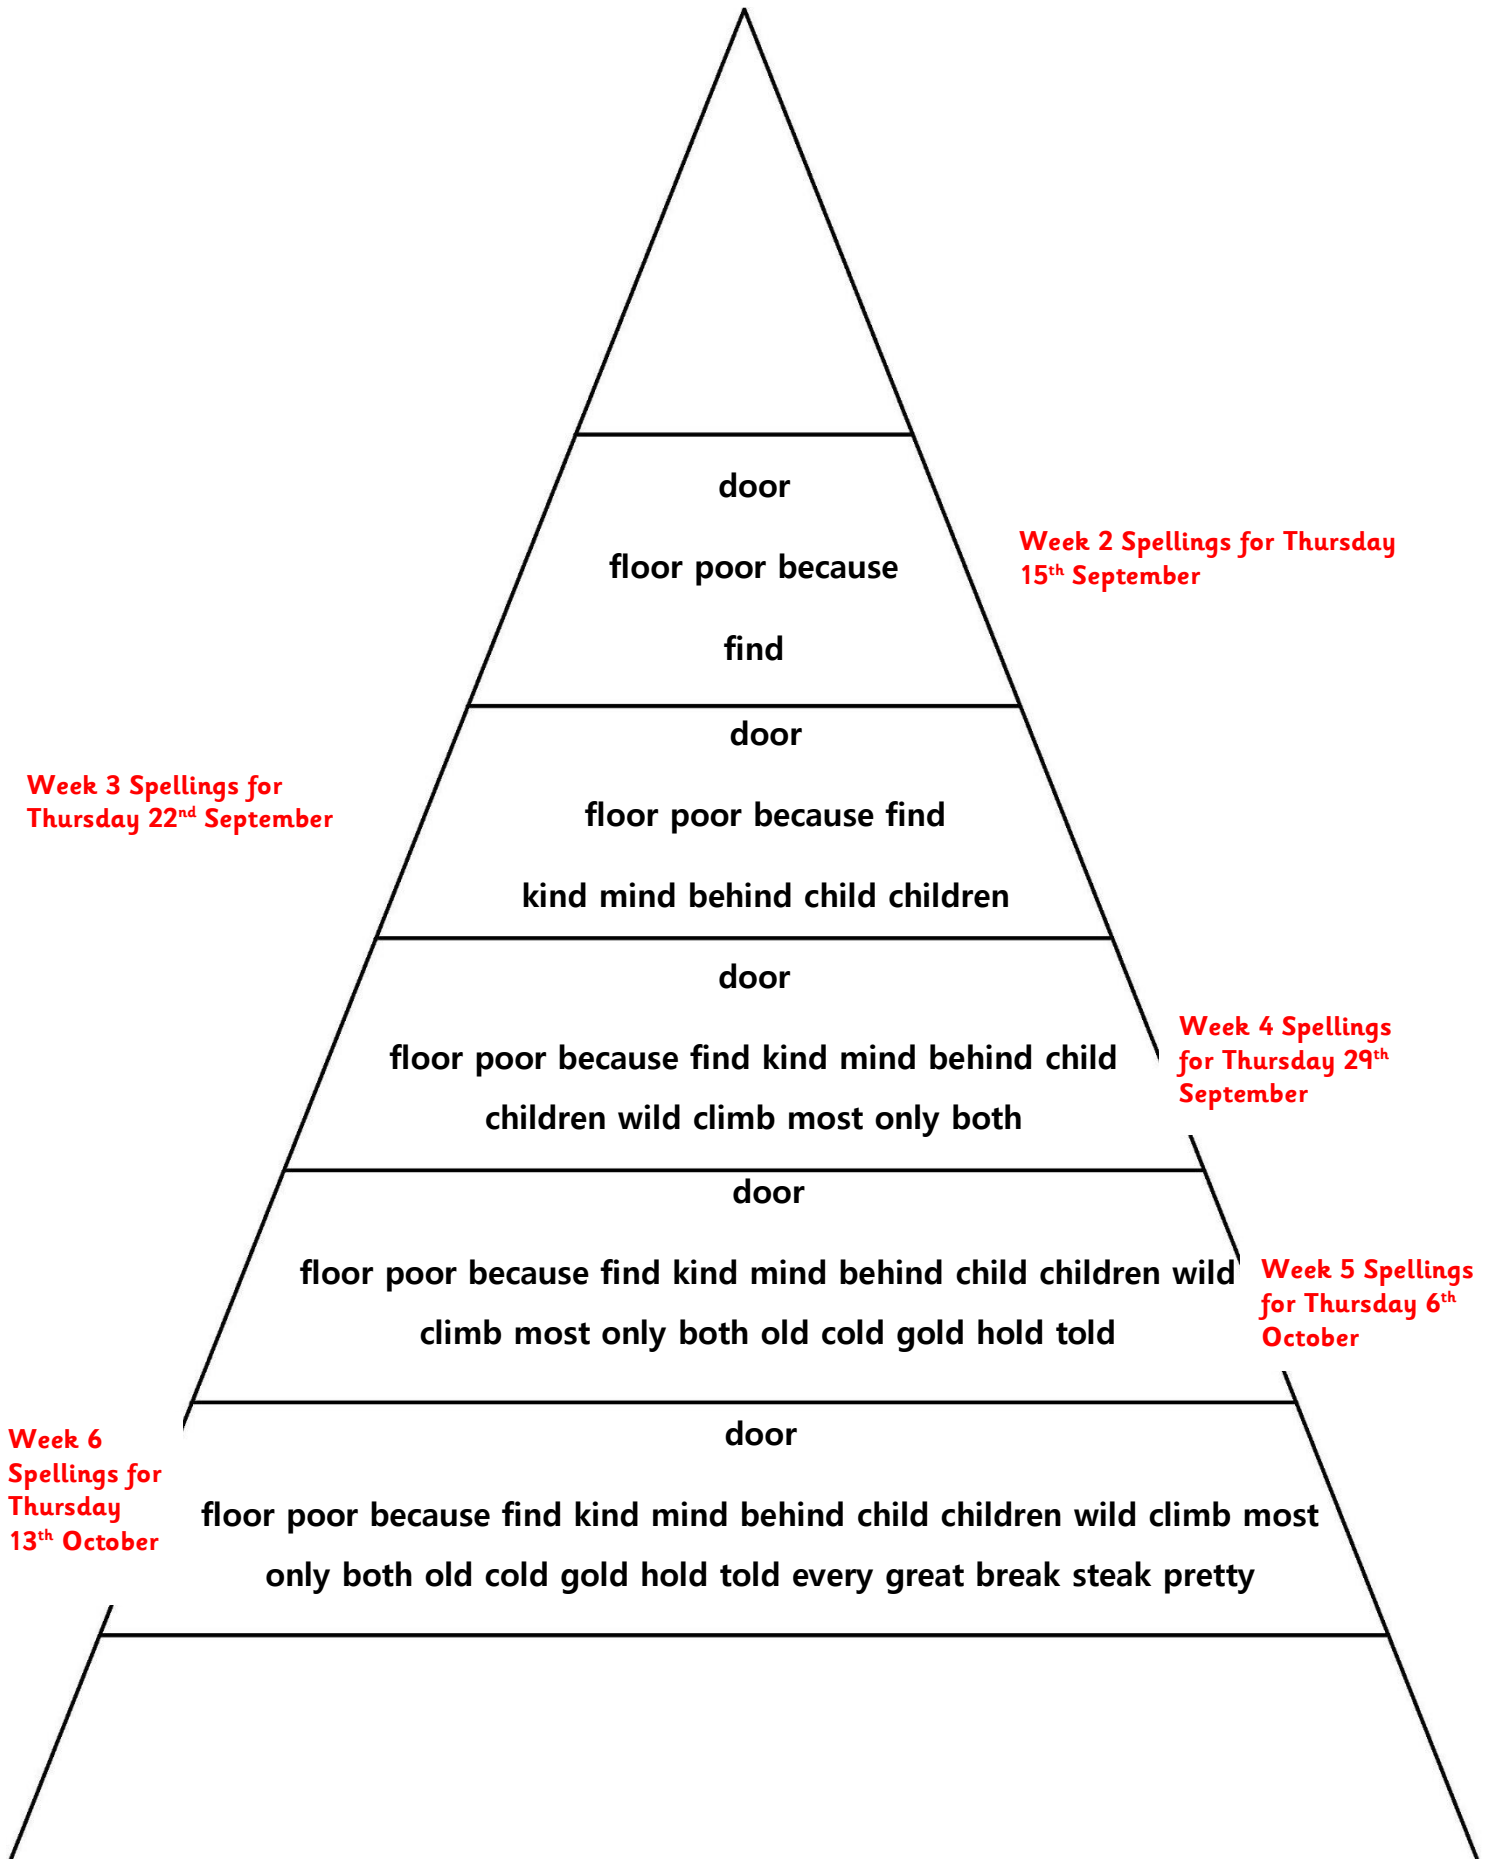 door
floor poor because
find
Week 2 Spellings for Thursday
15th September
door
floor poor because find
kind mind behind child children
Week 3 Spellings for
Thursday 22nd September
door
floor poor because find kind mind behind child
children wild climb most only both
Week 4 Spellings
for Thursday 29th
September
door
floor poor because find kind mind behind child children wild
climb most only both old cold gold hold told
Week 5 Spellings
for Thursday 6th
October
door
floor poor because find kind mind behind child children wild climb most
only both old cold gold hold told every great break steak pretty
Week 6
Spellings for
Thursday
13th October